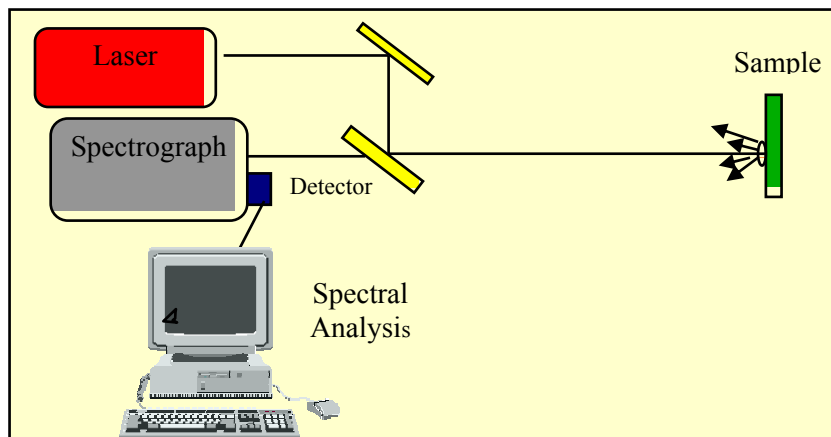 Laser
Sample
Spectrograph
Detector
Spectral
Analysis